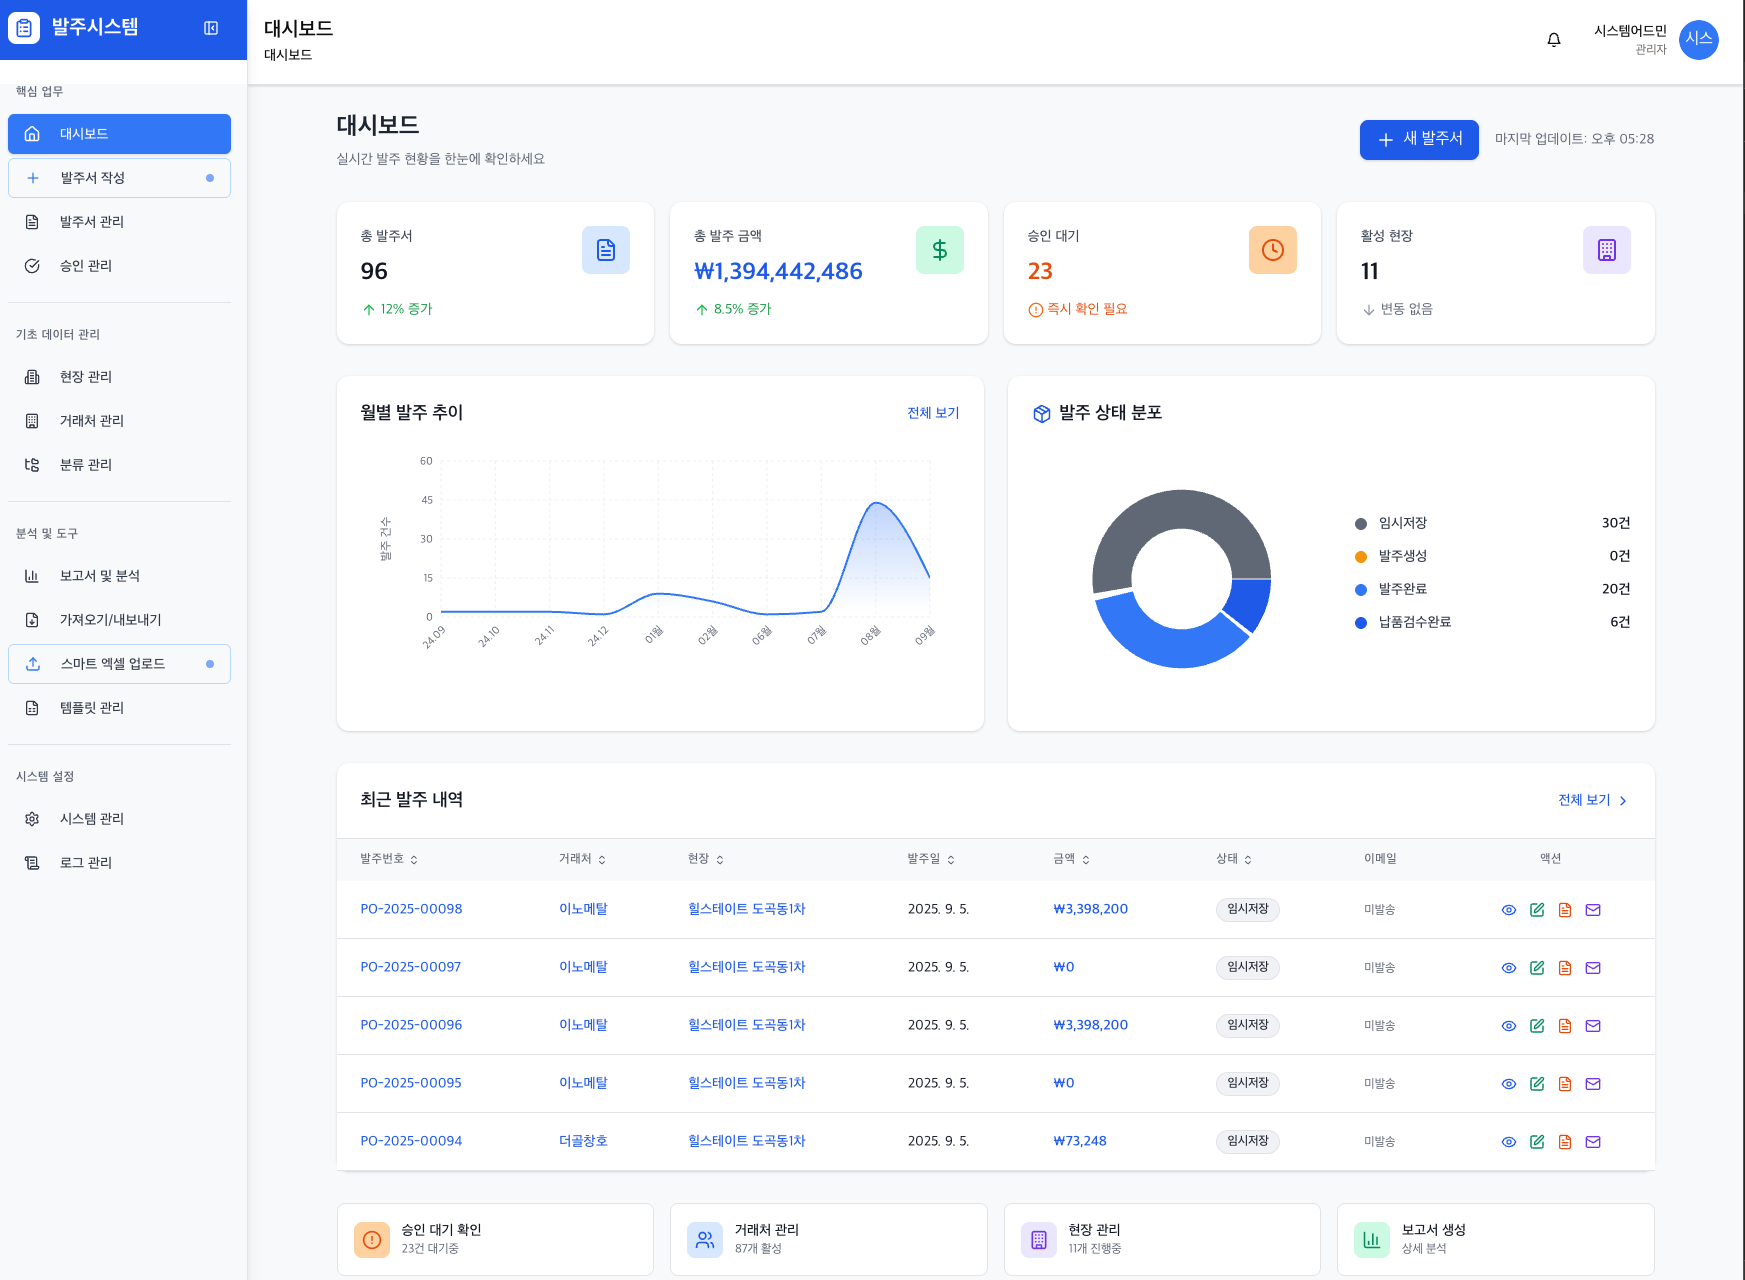 발주시스템
핵심 업무
대시보드
발주서 작성
발주서 관리
승인 관리
기초 데이터 관리
현장 관리
거래처 관리
분류 관리
분석 및 도구
보고서 및 분석
가져오기/내보내기
스마트 엑셀 업로드
템플릿 관리
시스템 설정
시스템 관리
로그 관리
대시보드
대시보드
시스템어드민
관리자
시스
대시보드
실시간 발주 현황을 한눈에 확인하세요
새 발주서
마지막 업데이트: 오후 05:28
총 발주서
96
12% 증가
총 발주 금액
₩1,394,442,486
8.5% 증가
승인 대기
23
즉시 확인 필요
활성 현장
11
변동 없음
월별 발주 추이
전체 보기
발주 건수
60
45
30
15
0
24.09
24.10
24.11
24.12
01월
02월
06월
07월
08월
09월
발주 상태 분포
임시저장 30건
발주생성 0건
발주완료 20건
납품검수완료 6건
최근 발주 내역
전체 보기
발주번호 거래처 현장 발주일 금액 상태 이메일 액션
PO-2025-00098 이노메탈 힐스테이트 도곡동1차 2025. 9. 5. ₩3,398,200 임시저장 미발송
PO-2025-00097 이노메탈 힐스테이트 도곡동1차 2025. 9. 5. ₩0 임시저장 미발송
PO-2025-00096 이노메탈 힐스테이트 도곡동1차 2025. 9. 5. ₩3,398,200 임시저장 미발송
PO-2025-00095 이노메탈 힐스테이트 도곡동1차 2025. 9. 5. ₩0 임시저장 미발송
PO-2025-00094 더골창호 힐스테이트 도곡동1차 2025. 9. 5. ₩73,248 임시저장 미발송
승인 대기 확인
23건 대기중
거래처 관리
87개 활성
현장 관리
11개 진행중
보고서 생성
상세 분석